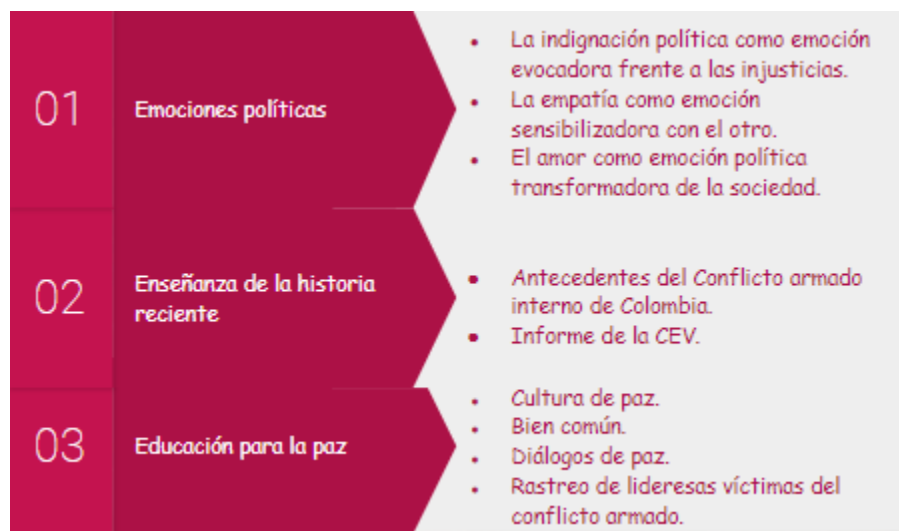 01
Emociones políticas
• La indignación política como emoción
evocadora frente a las injusticias.
• La empatía como emoción
sensibilizadora con el otro.
• El amor como emoción política
transformadora de la sociedad.
02
Enseñanza de la historia
reciente
• Antecedentes del Conflicto armado
interno de Colombia.
• Informe de la CEV.
03
Educación para la paz
• Cultura de paz.
• Bien común.
• Diálogos de paz.
• Rastreo de lideresas víctimas del
conflicto armado.